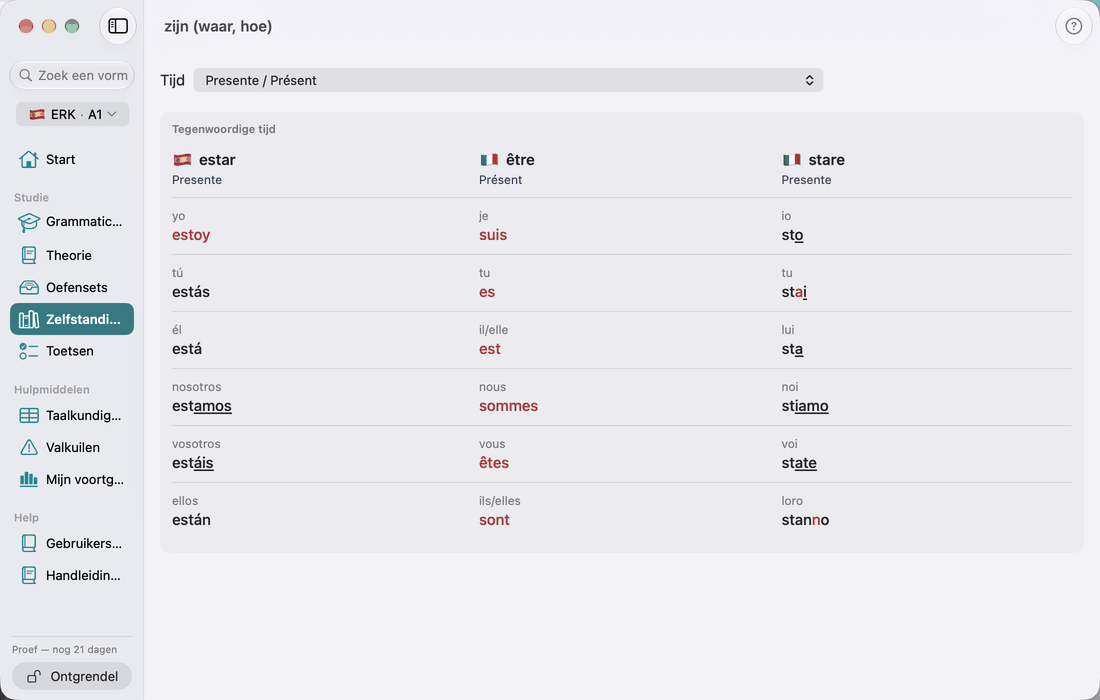 zijn (waar, hoe)
Zoek een vorm
ERK · A1
Start
Studie
Grammatic...
Theorie
Oefensets
Zelfstandi...
Toetsen
Hulpmiddelen
Taalkundig...
Valkuilen
Mijn voortg...
Help
Gebruikers...
Handleidin...
Proef — nog 21 dagen
Ontgrendel
Tijd Presente / Présent
Tegenwoordige tijd
estar être stare
Presente Présent Presente
yo je io
estoy suis sto
tú tu tu
estás es stai
él il/elle lui
está est sta
nosotros nous noi
estamos sommes stiamo
vosotros vous voi
estáis êtes state
ellos ils/elles loro
están sont stanno